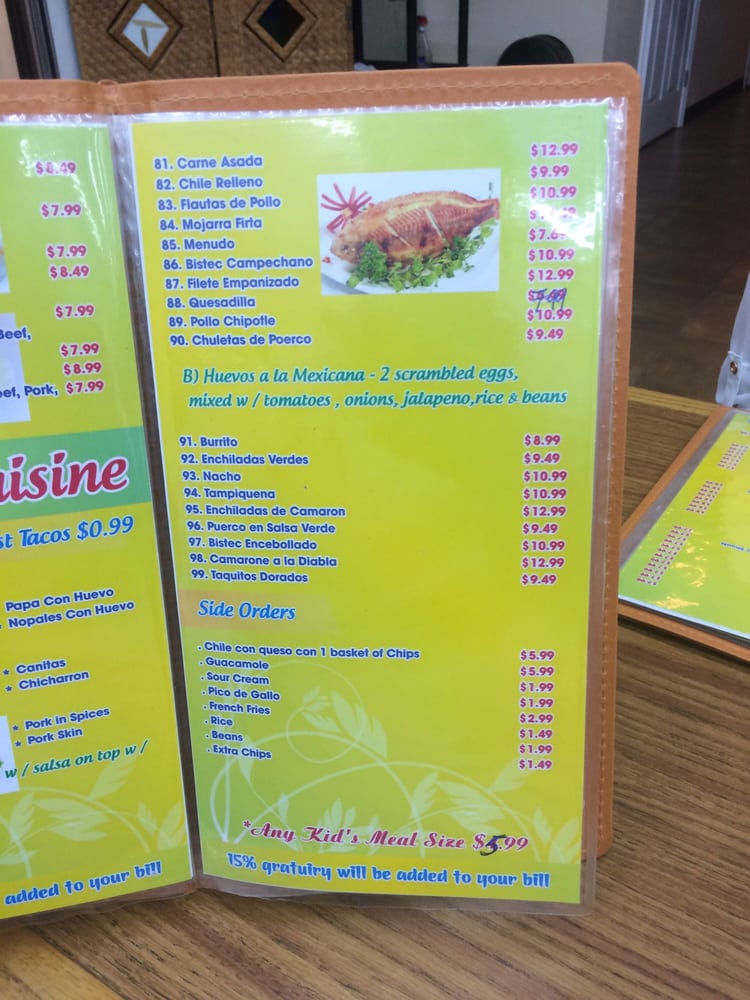 $8.49
$7.99
$7.99
$8.49
$7.99
Beef,
$7.99
$8.99
Pork, $7.99
Tacos $0.99
Papa Con Huevo
* Nopales Con Huevo
* Canitas
* Chicharron
* Pork in Spices
* Pork Skin
w / salsa on top w /
added to your bill
81. Carne Asada $12.99
82. Chile Relleno $9.99
83. Flautas de Pollo $10.99
84. Mojarra Firta
85. Menudo
86. Bistec Campechano $10.99
87. Filete Empanizado $12.99
88. Quesadilla
89. Pollo Chipotle $10.99
90. Chuletas de Poerco $9.49
B) Huevos a la Mexicana - 2 scrambled eggs,
mixed w / tomatoes , onions, jalapeno,rice & beans
91. Burrito $8.99
92. Enchiladas Verdes $9.49
93. Nacho $10.99
94. Tampiquena $10.99
95. Enchiladas de Camaron $12.99
96. Puerco en Salsa Verde $9.49
97. Bistec Encebollado $10.99
98. Camarone a la Diabla $12.99
99. Taquitos Dorados $9.49
Side Orders
. Chile con queso con 1 basket of Chips $5.99
. Guacamole $5.99
. Sour Cream $1.99
. Pico de Gallo $1.99
. French Fries $2.99
. Rice $1.49
. Beans $1.99
. Extra Chips $1.49
*Any Kid's Meal Size $5.99
15% gratuiry will be added to your bill